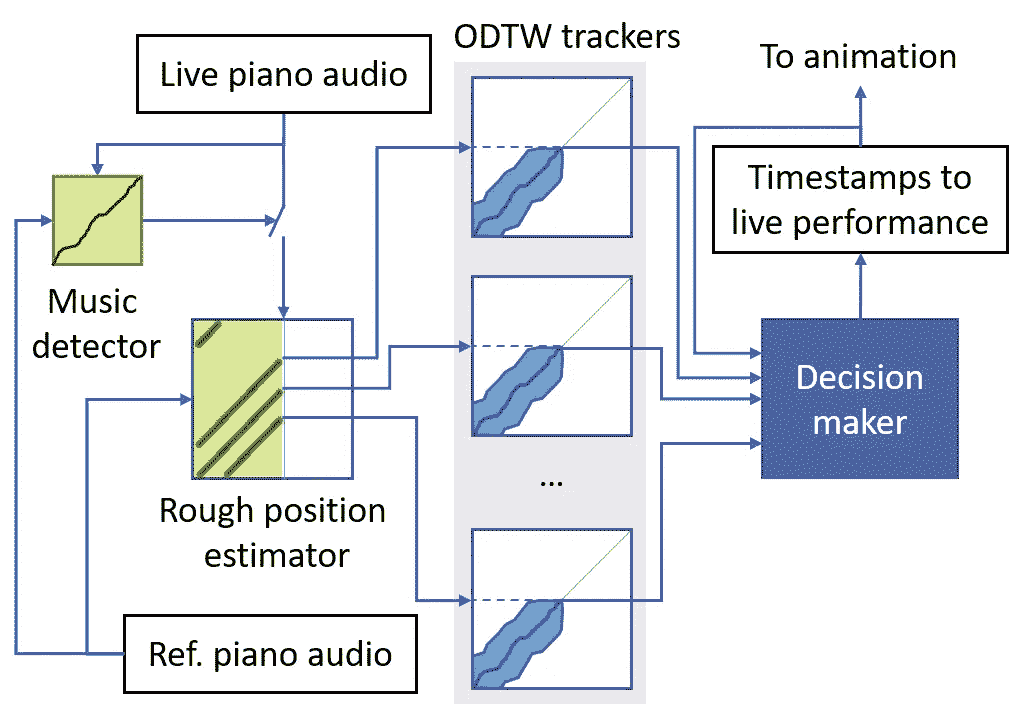 ODTW trackers
Live piano audio
To animation
Timestamps to
live performance
Music
detector
Decision
maker
...
Rough position
estimator
Ref. piano audio